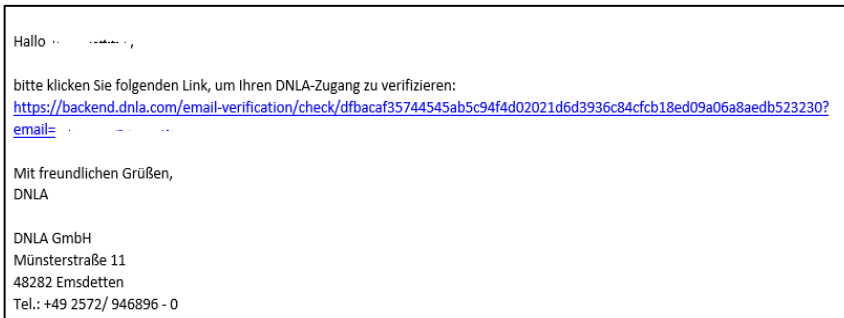 Hallo ,
bitte klicken Sie folgenden Link, um Ihren DNLA-Zugang zu verifizieren:
https://backend.dnla.com/email-verification/check/dfbacaf35744545ab5c94f4d02021d6d3936c84cfcb18ed09a06a8aedb523230?
email=
Mit freundlichen Grüßen,
DNLA
DNLA GmbH
Münsterstraße 11
48282 Emsdetten
Tel.: +49 2572/ 946896 - 0